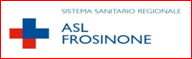 SISTEMA SANITARIO REGIONALE
ASL
FROSINONE